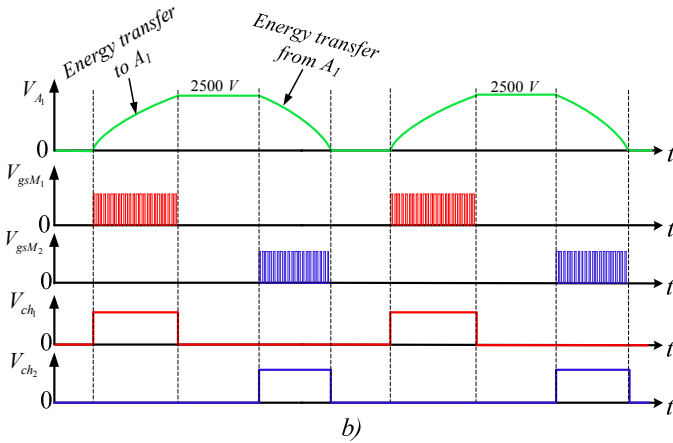 Energy transfer
to A1
Energy transfer
from A1
VA1
2500 V
2500 V
0
t
VgsM1
0
t
VgsM2
0
t
Vch1
0
t
Vch2
0
t
b)